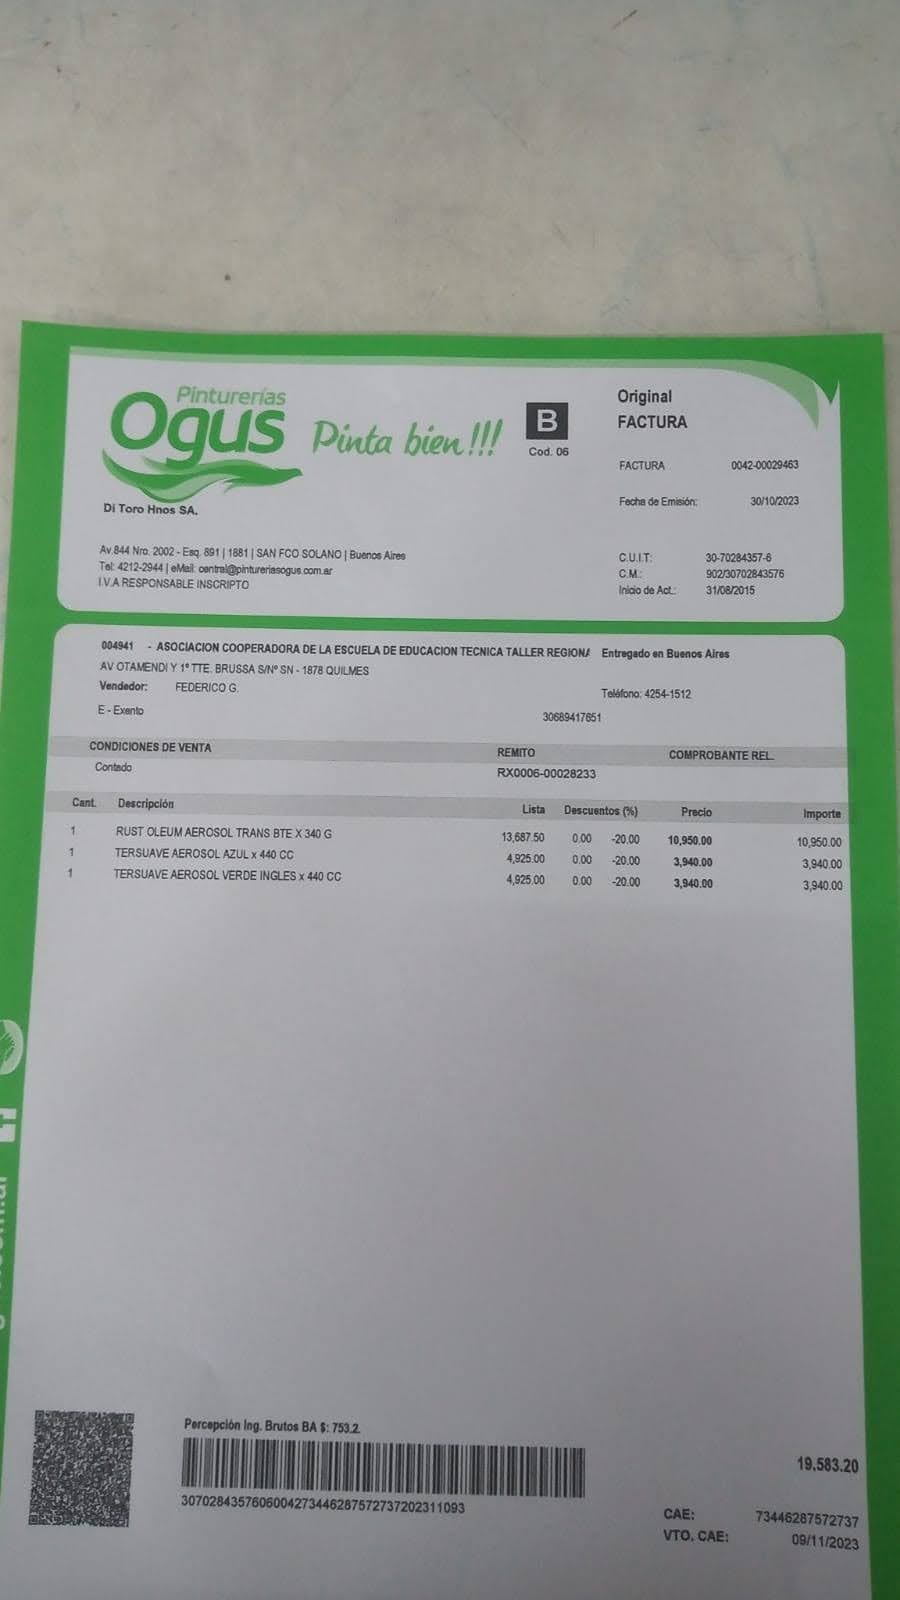 Pinturerías
Ogus Pinta bien!!!
Di Toro Hnos SA.
B
Cod. 06
Original
FACTURA
FACTURA 0042-00029463
Fecha de Emisión: 30/10/2023
Av.844 Nro. 2002 - Esq. 891 | 1881 | SAN FCO SOLANO | Buenos Aires
Tel: 4212-2944 | eMail: central@pintureriasogus.com.ar
I.V.A RESPONSABLE INSCRIPTO
C.U.I.T: 30-70284357-6
C.M.: 902/30702843576
Inicio de Act.: 31/08/2015
004941 - ASOCIACION COOPERADORA DE LA ESCUELA DE EDUCACION TECNICA TALLER REGIONA Entregado en Buenos Aires
AV OTAMENDI Y 1º TTE. BRUSSA S/Nº SN - 1878 QUILMES
Vendedor: FEDERICO G. Teléfono: 4254-1512
E - Exento 30689417651
CONDICIONES DE VENTA REMITO COMPROBANTE REL.
Contado RX0006-00028233
Cant. Descripción Lista Descuentos (%) Precio Importe
1 RUST OLEUM AEROSOL TRANS BTE X 340 G 13,687.50 0.00 -20.00 10,950.00 10,950.00
1 TERSUAVE AEROSOL AZUL x 440 CC 4,925.00 0.00 -20.00 3,940.00 3,940.00
1 TERSUAVE AEROSOL VERDE INGLES x 440 CC 4,925.00 0.00 -20.00 3,940.00 3,940.00
Percepción Ing. Brutos BA $: 753.2
19,583.20
3070284357606004273446287572737202311093
CAE: 73446287572737
VTO. CAE: 09/11/2023